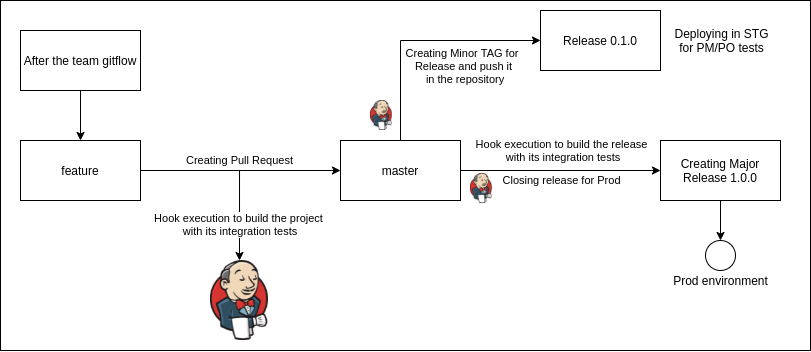 After the team gitflow
feature
Creating Pull Request
Hook execution to build the project
with its integration tests
master
Creating Minor TAG for
Release and push it
in the repository
Release 0.1.0
Deploying in STG
for PM/PO tests
Hook execution to build the release
with its integration tests
Closing release for Prod
Creating Major
Release 1.0.0
Prod environment